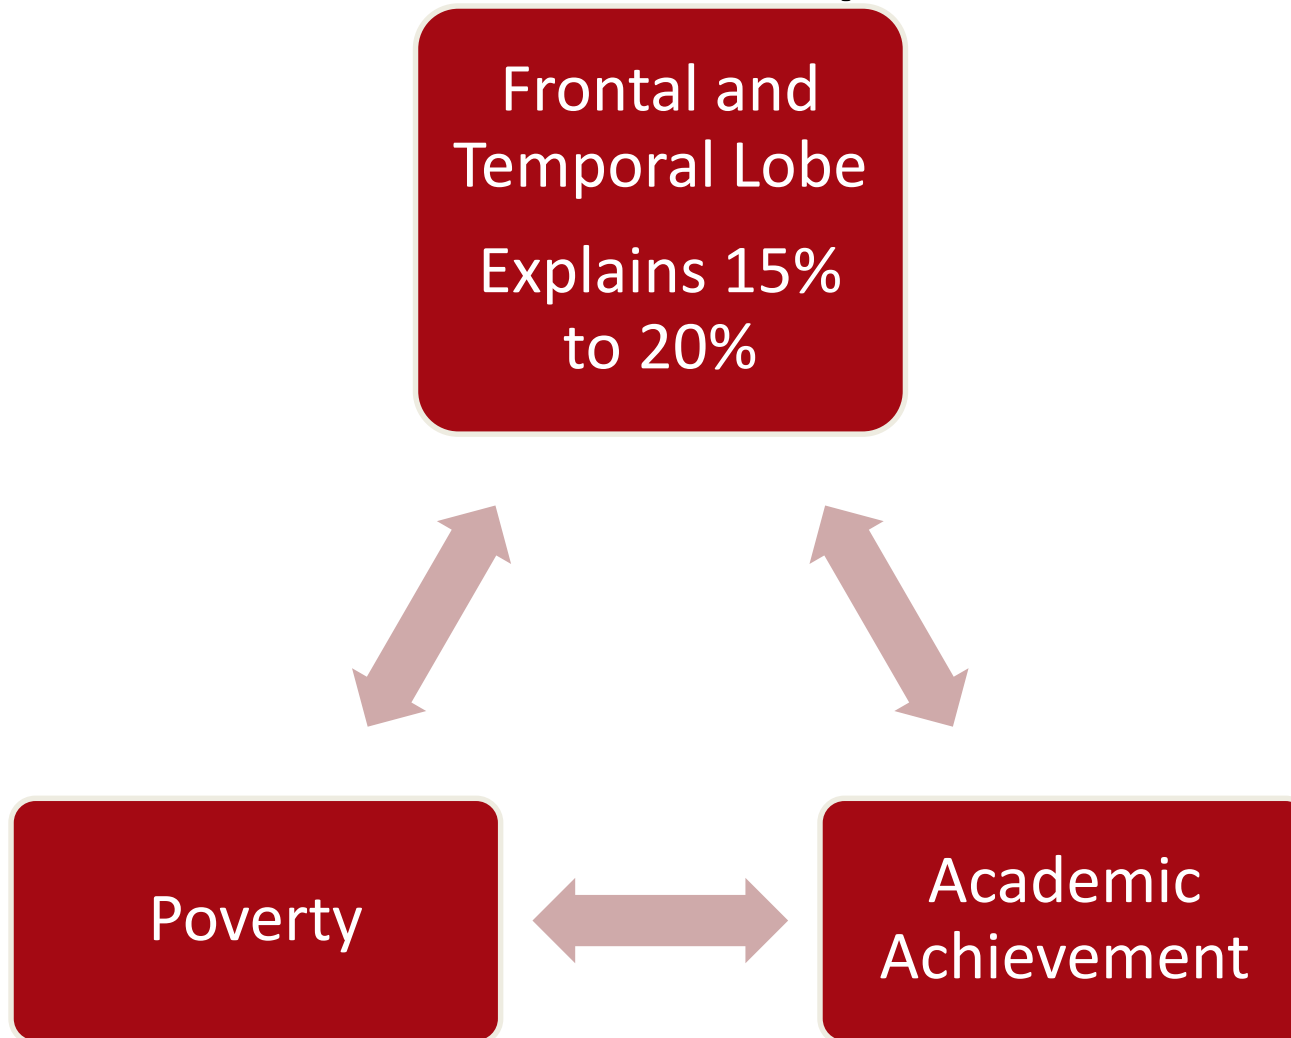 Frontal and
Temporal Lobe
Explains 15%
to 20%
Poverty
Academic
Achievement